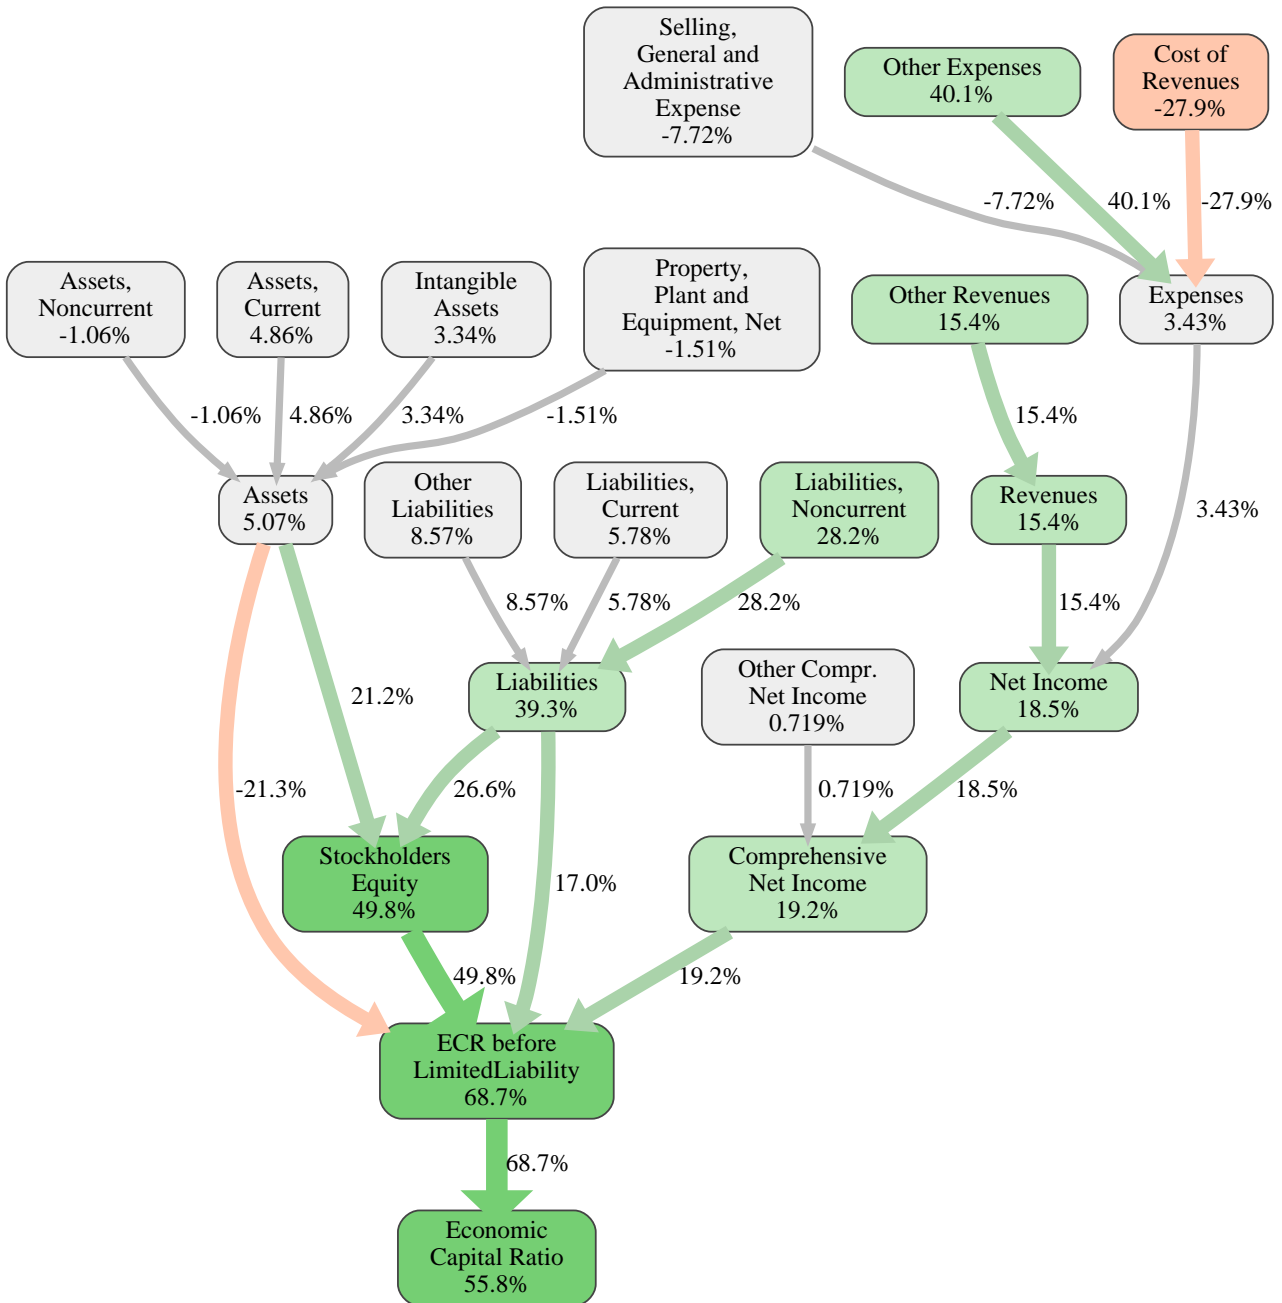 Selling,
General and
Administrative
Expense
-7.72%
Other Expenses
40.1%
Cost of
Revenues
-27.9%
-7.72%
40.1%
-27.9%
Assets,
Noncurrent
-1.06%
Assets,
Current
4.86%
Intangible
Assets
3.34%
Property,
Plant and
Equipment, Net
-1.51%
Other Revenues
15.4%
Expenses
3.43%
-1.06%
4.86%
3.34%
-1.51%
15.4%
Assets
5.07%
Other
Liabilities
8.57%
Liabilities,
Current
5.78%
Liabilities,
Noncurrent
28.2%
Revenues
15.4%
3.43%
8.57%
5.78%
28.2%
15.4%
21.2%
Liabilities
39.3%
Other Compr.
Net Income
0.719%
Net Income
18.5%
-21.3%
26.6%
0.719%
18.5%
Stockholders
Equity
49.8%
17.0%
Comprehensive
Net Income
19.2%
49.8%
19.2%
ECR before
LimitedLiability
68.7%
68.7%
Economic
Capital Ratio
55.8%